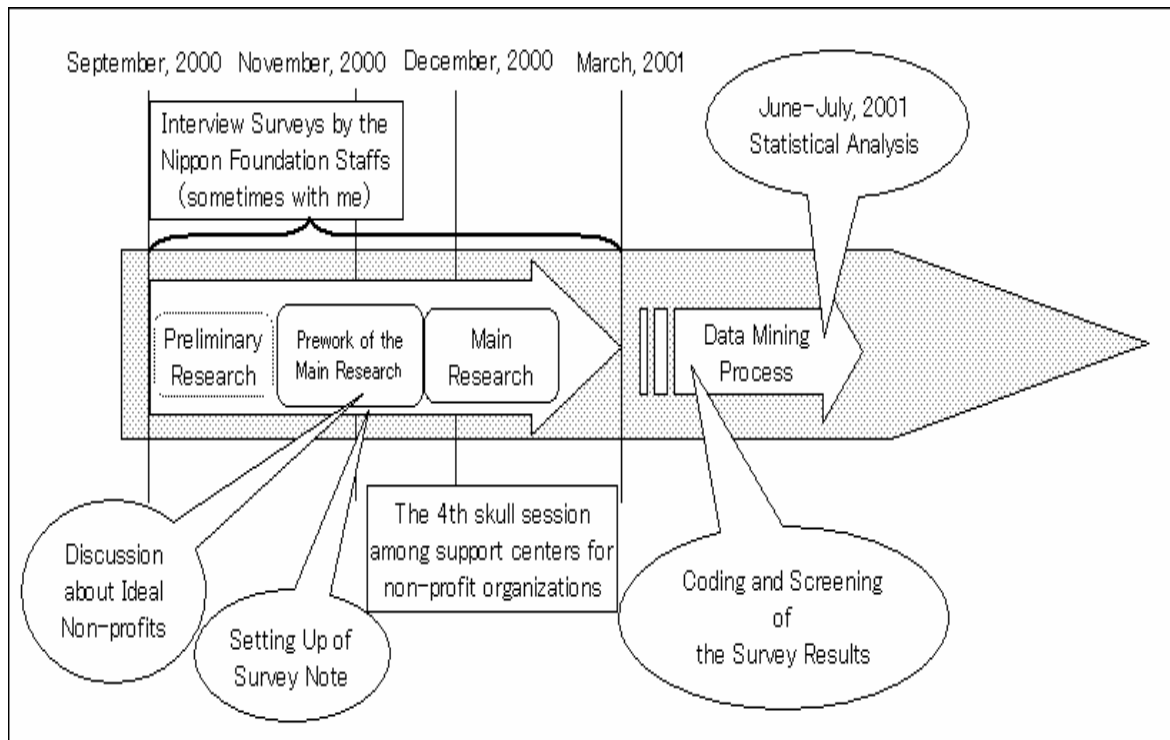 September, 2000
November, 2000
December, 2000
March, 2001
Interview Surveys by the
Nippon Foundation Staffs
(sometimes with me)
June-July, 2001
Statistical Analysis
Preliminary
Research
Prework of the
Main Research
Main
Research
Data Mining
Process
Discussion
about Ideal
Non-profits
Setting Up of
Survey Note
The 4th skull session
among support centers for
non-profit organizations
Coding and Screening
of
the Survey Results